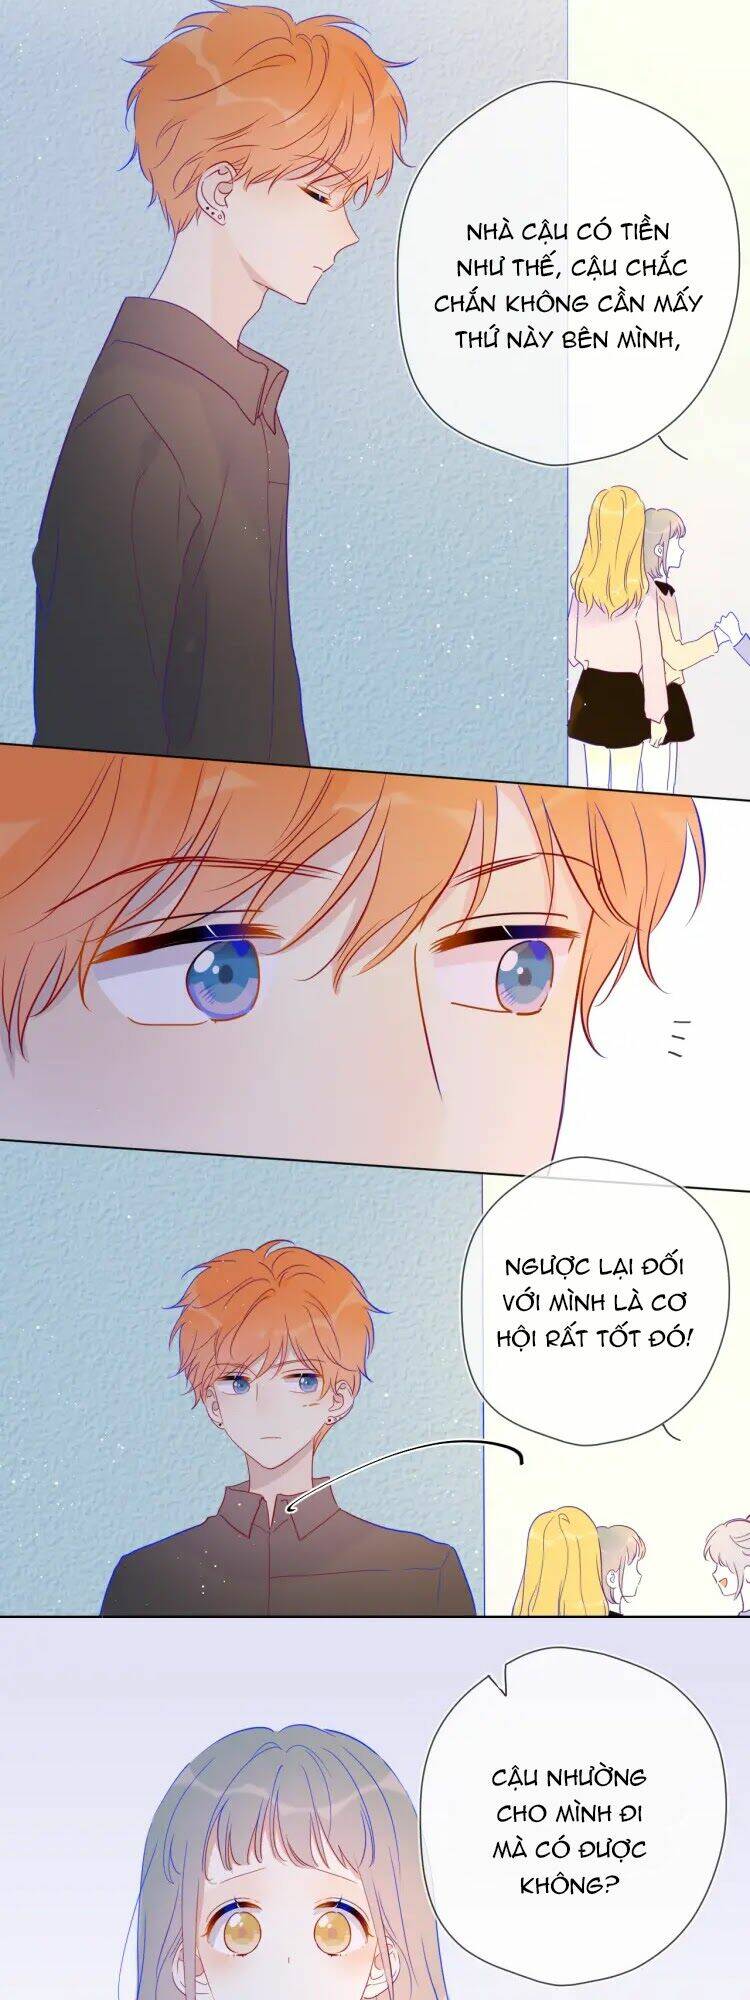 NHÀ CẬU CÓ TIỀN
NHƯ THẾ, CẬU CHẮC
CHẮN KHÔNG CẦN MẤY
THỨ NÀY BÊN MÌNH,
NGƯỢC LẠI ĐỐI
VỚI MÌNH LÀ CƠ
HỘI RẤT TỐT ĐÓ!
CẬU NHƯỜNG
CHO MÌNH ĐI
MÀ CÓ ĐƯỢC
KHÔNG?